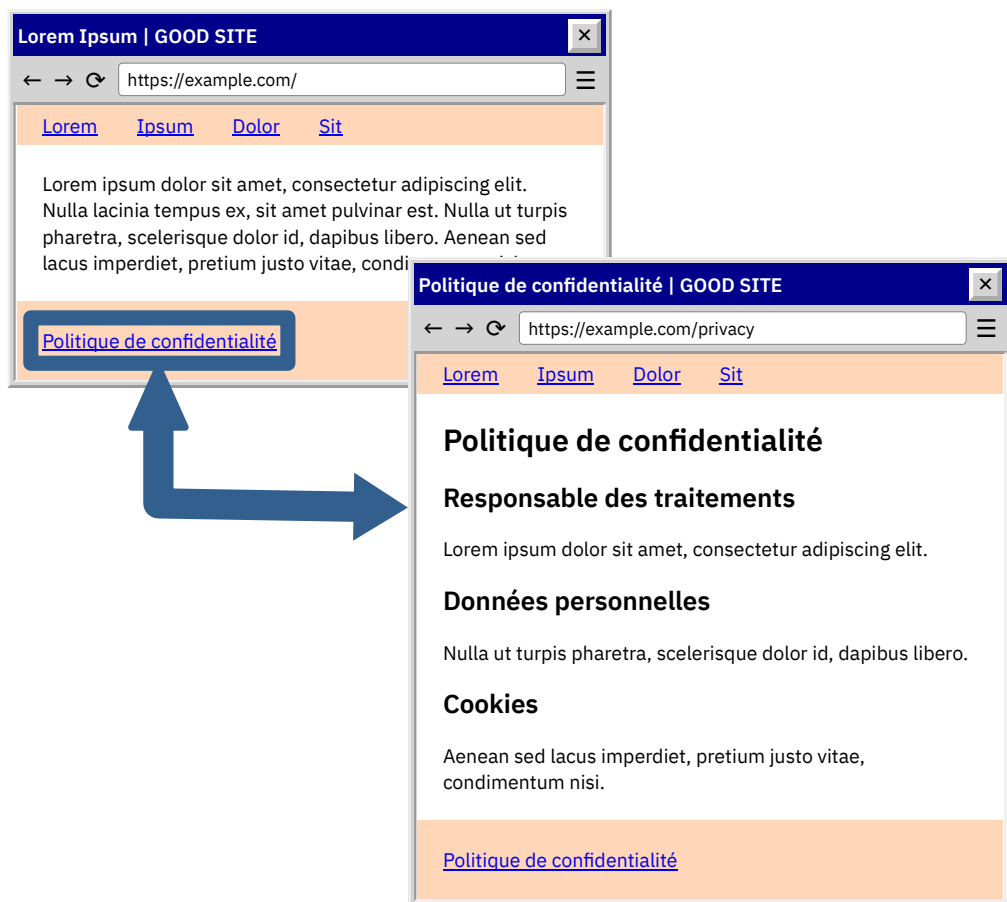 Lorem Ipsum | GOOD SITE
https://example.com/
Lorem Ipsum Dolor Sit
Lorem ipsum dolor sit amet, consectetur adipiscing elit.
Nulla lacinia tempus ex, sit amet pulvinar est. Nulla ut turpis
pharetra, scelerisque dolor id, dapibus libero. Aenean sed
lacus imperdiet, pretium justo vitae,
Politique de confidentialité
Politique de confidentialité | GOOD SITE
https://example.com/privacy
Lorem Ipsum Dolor Sit
Politique de confidentialité
Responsable des traitements
Lorem ipsum dolor sit amet, consectetur adipiscing elit.
Données personnelles
Nulla ut turpis pharetra, scelerisque dolor id, dapibus libero.
Cookies
Aenean sed lacus imperdiet, pretium justo vitae,
condimentum nisi.
Politique de confidentialité